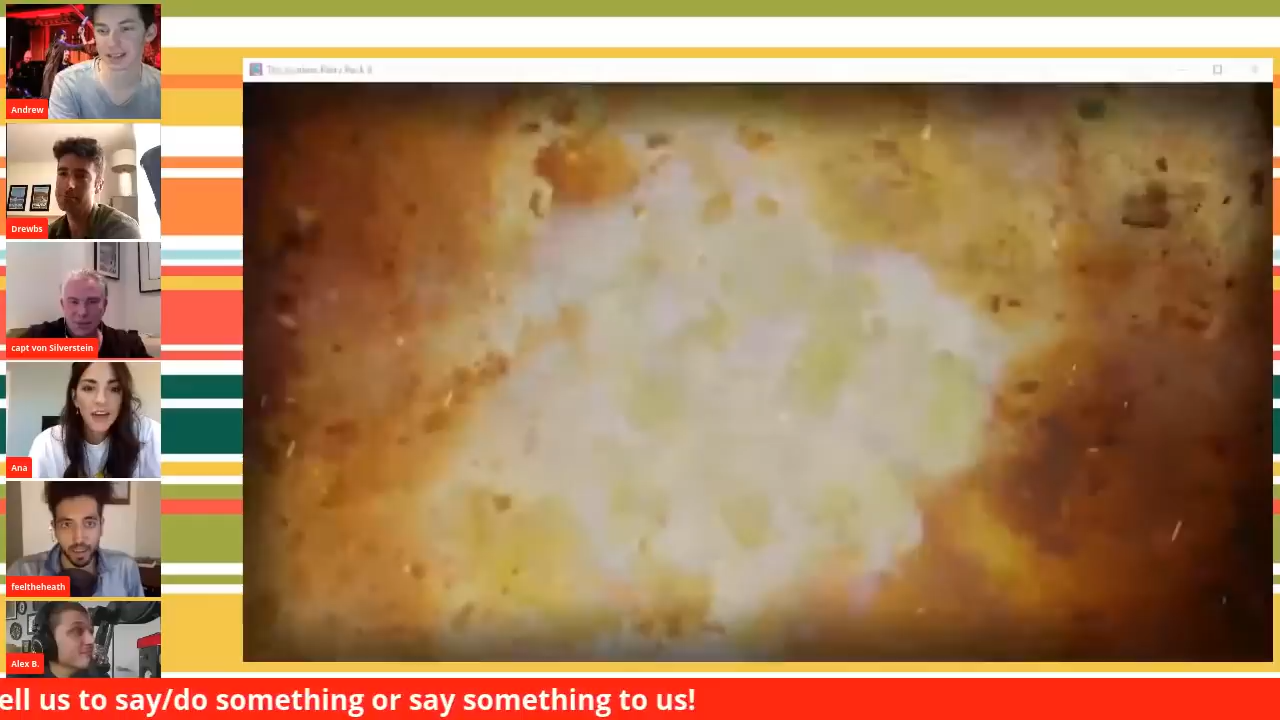 Andrew
Drewbs
capt von Silverstein
Ana
feeltheheath
Alex B.
ell us to say/do something or say something to us!